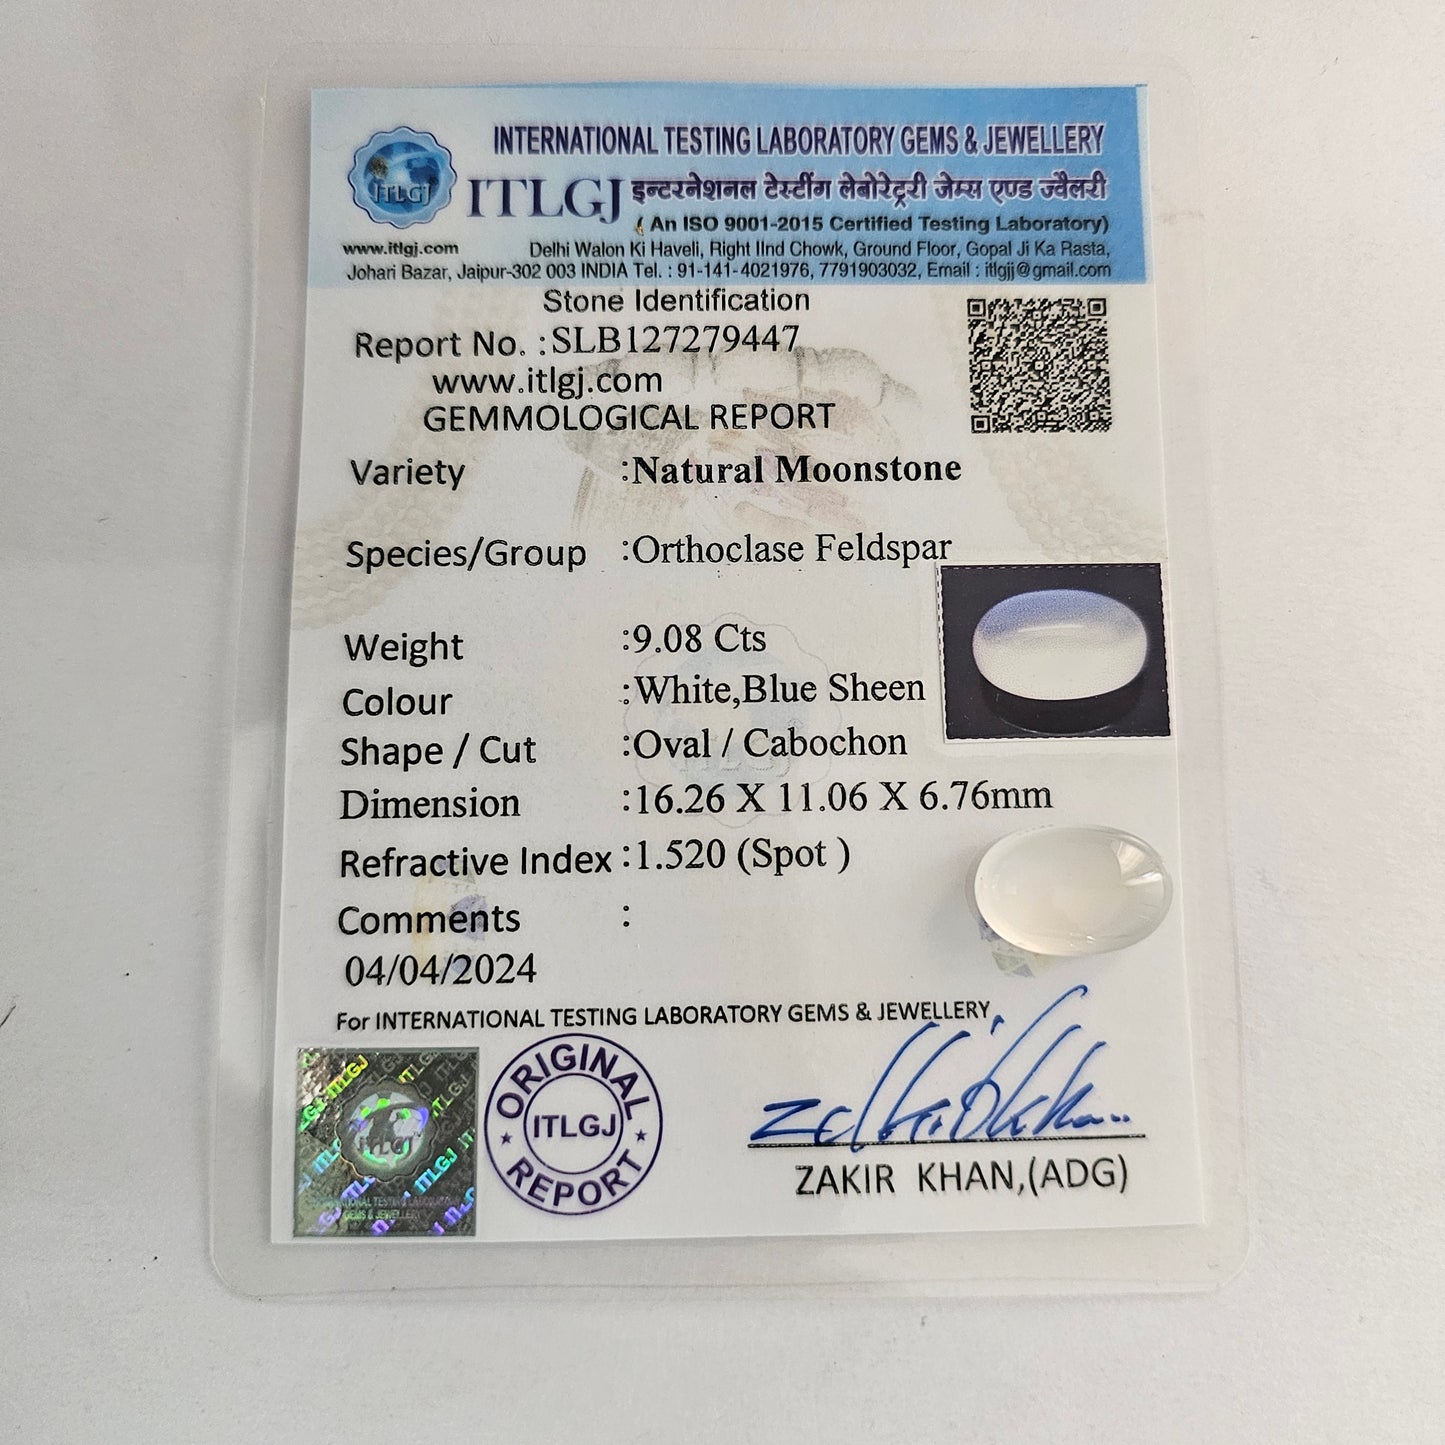 INTERNATIONAL TESTING LABORATORY GEMS & JEWELLERY
ITLGJ
ITLGJ इन्टरनेशनल टेस्टींग लेबोरेट्ररी जेम्स एण्ड ज्वैलरी
( An ISO 9001-2015 Certified Testing Laboratory)
www.itlgj.com Delhi Walon Ki Haveli, Right IInd Chowk, Ground Floor, Gopal Ji Ka Rasta,
Johari Bazar, Jaipur-302 003 INDIA Tel. : 91-141-4021976, 7791903032, Email : itlgjj@gmail.com
Stone Identification
Report No. :SLB127279447
www.itlgj.com
GEMMOLOGICAL REPORT
Variety :Natural Moonstone
Species/Group :Orthoclase Feldspar
Weight :9.08 Cts
Colour :White,Blue Sheen
Shape / Cut :Oval / Cabochon
Dimension :16.26 X 11.06 X 6.76mm
Refractive Index :1.520 (Spot )
Comments :
04/04/2024
For INTERNATIONAL TESTING LABORATORY GEMS & JEWELLERY
ORIGINAL
ITLGJ
REPORT
ITLGJ
ZAKIR KHAN,(ADG)